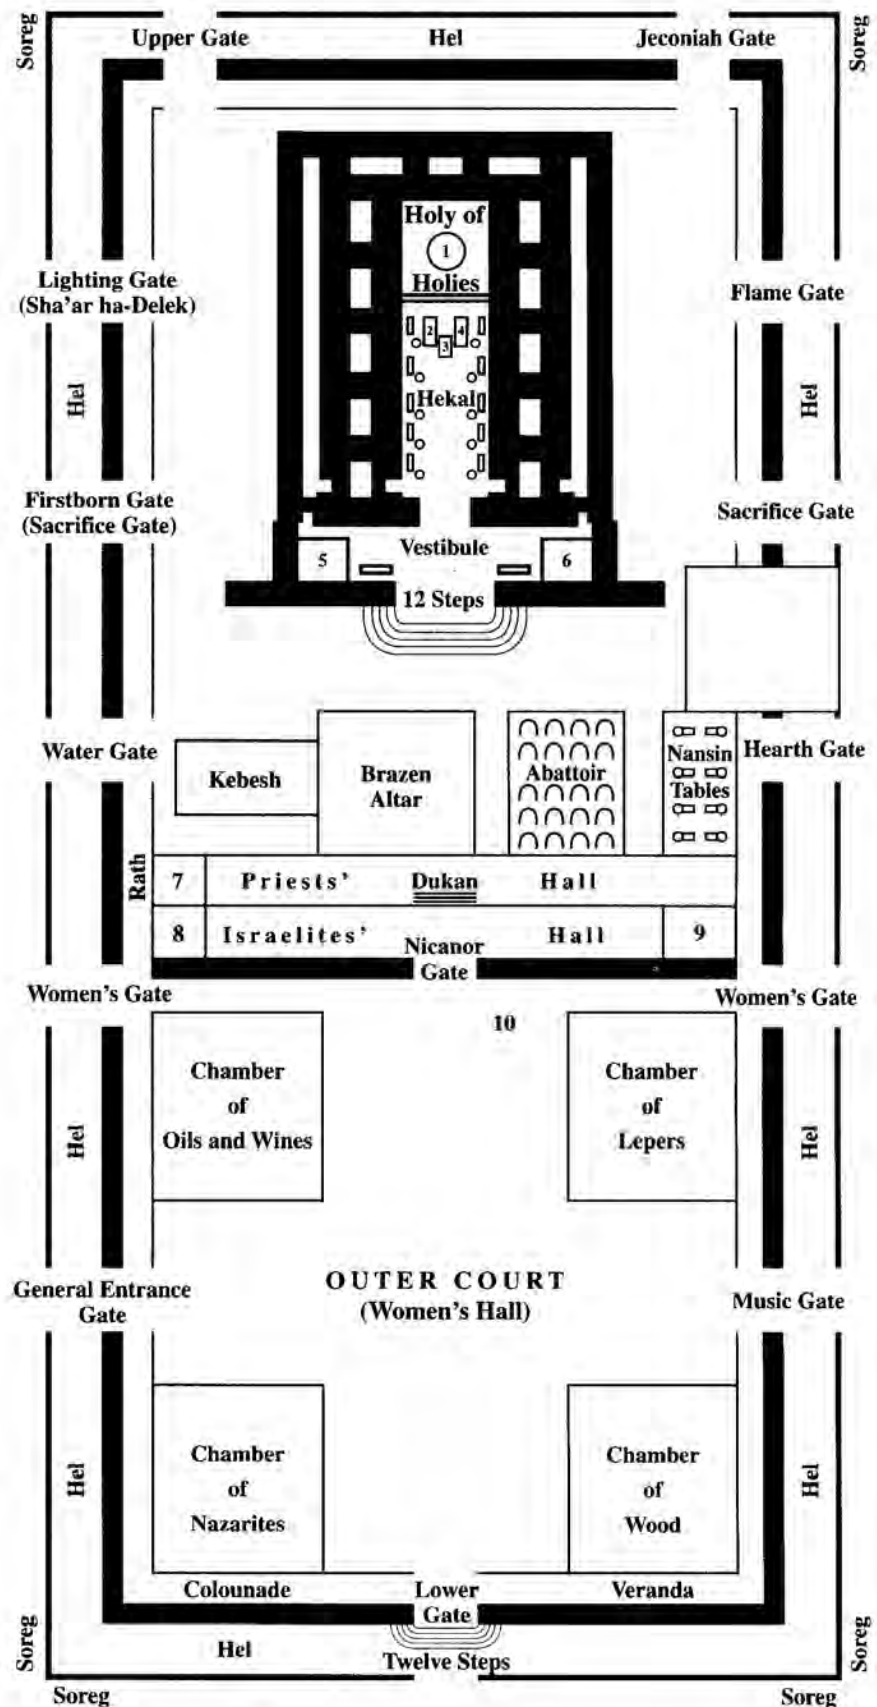 Soreg
Upper Gate
Hel
Jeconiah Gate
Soreg
Holy of
1
Holies
Lighting Gate
(Sha'ar ha-Delek)
Flame Gate
2
3
4
Hel
Hekal
Hel
Firstborn Gate
(Sacrifice Gate)
Sacrifice Gate
Vestibule
5
6
12 Steps
Water Gate
Kebesh
Brazen
Altar
Abattoir
Nansin
Tables
Hearth Gate
Rath
7
Priests'
Dukan
Hall
8
Israelites'
Nicanor
Gate
Hall
9
Women's Gate
Women's Gate
10
Chamber
of
Oils and Wines
Chamber
of
Lepers
Hel
Hel
OUTER COURT
(Women's Hall)
General Entrance
Gate
Music Gate
Chamber
of
Nazarites
Chamber
of
Wood
Hel
Hel
Colounade
Lower
Gate
Veranda
Soreg
Hel
Twelve Steps
Soreg
Soreg
Soreg